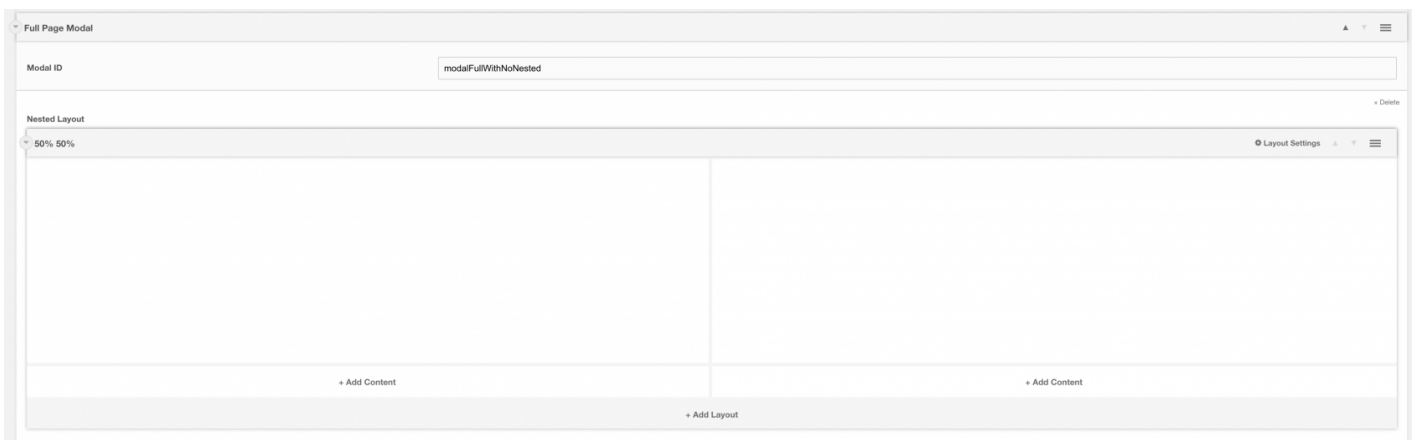 Full Page Modal
Modal ID
modalFullWithNoNested
× Delete
Nested Layout
50% 50%
Layout Settings
+ Add Content
+ Add Content
+ Add Layout